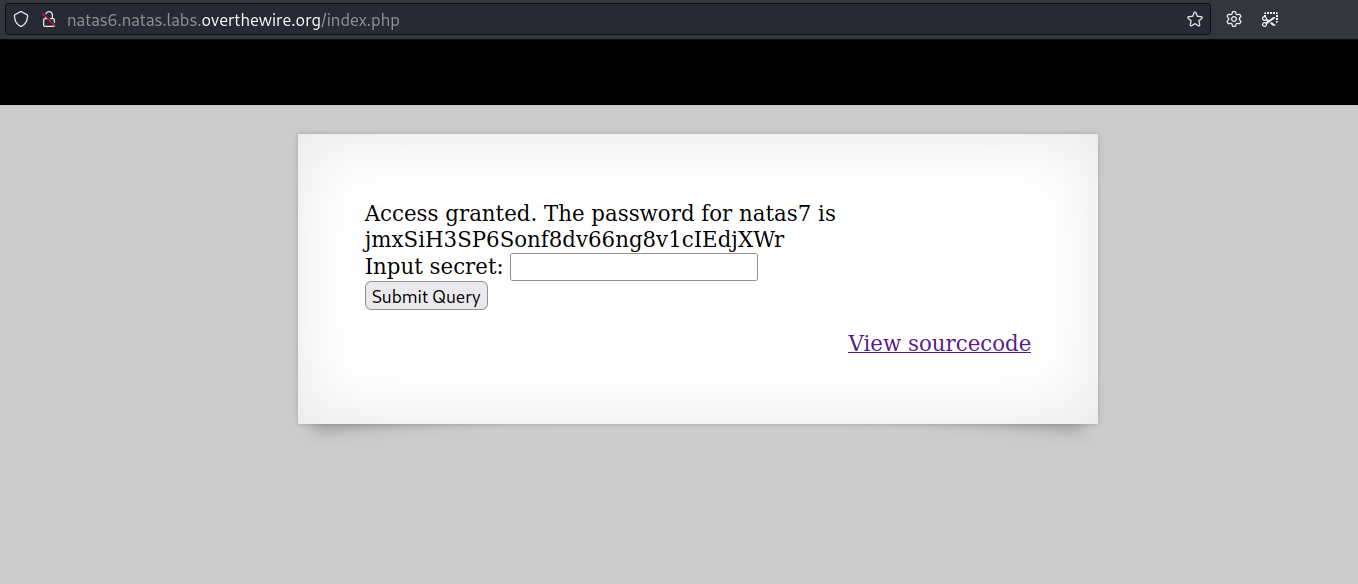 natas6.natas.labs.overthewire.org/index.php
Access granted. The password for natas7 is
jmxSiH3SP6Sonf8dv66ng8v1cIEdjXWr
Input secret:
Submit Query
View sourcecode